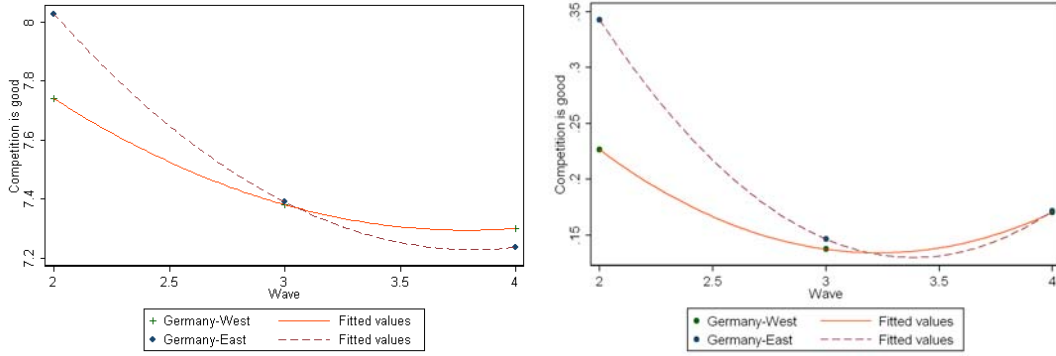 Competition is good
8
7.8
7.6
7.4
7.2
2
2.5
3
3.5
4
Wave
Germany-West Fitted values
Germany-East Fitted values
Competition is good
.35
.3
.25
.2
.15
2
2.5
3
3.5
4
Wave
Germany-West Fitted values
Germany-East Fitted values